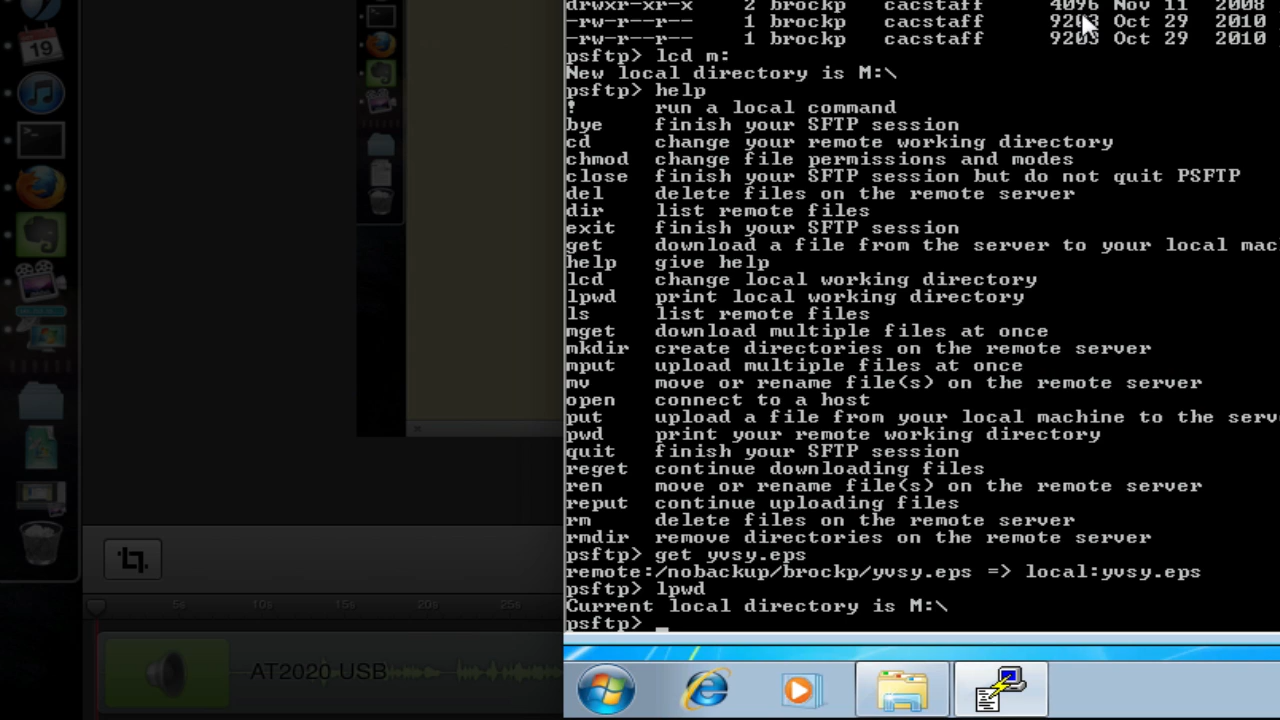 drwxr-xr-x 2 brockp cacstaff 4096 Nov 11 2008
-rw-r--r-- 1 brockp cacstaff 9203 Oct 29 2010
-rw-r--r-- 1 brockp cacstaff 9203 Oct 29 2010
psftp> lcd m:
New local directory is M:\
psftp> help
! run a local command
bye finish your SFTP session
cd change your remote working directory
chmod change file permissions and modes
close finish your SFTP session but do not quit PSFTP
del delete files on the remote server
dir list remote files
exit finish your SFTP session
get download a file from the server to your local mac
help give help
lcd change local working directory
lpwd print local working directory
ls list remote files
mget download multiple files at once
mkdir create directories on the remote server
mput upload multiple files at once
mv move or rename file(s) on the remote server
open connect to a host
put upload a file from your local machine to the serv
pwd print your remote working directory
quit finish your SFTP session
reget continue downloading files
ren move or rename file(s) on the remote server
reput continue uploading files
rm delete files on the remote server
rmdir remove directories on the remote server
psftp> get yvsy.eps
remote:/nobackup/brockp/yvsy.eps => local:yvsy.eps
psftp> lpwd
Current local directory is M:\
psftp> _
19
5s 10s 15s 20s 25s
AT2020 USB